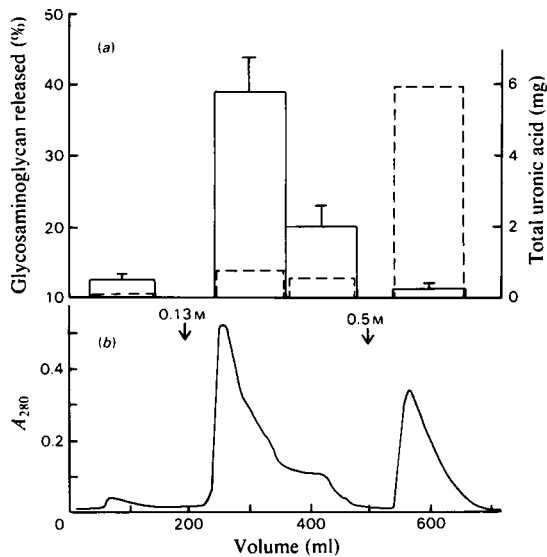 (a)
Glycosaminoglycan released (%)
50
40
30
20
10
Total uronic acid (mg)
6
4
2
0
0.13 M
0.5 M
(b)
A280
0.4
0.2
0
200
400
600
Volume (ml)